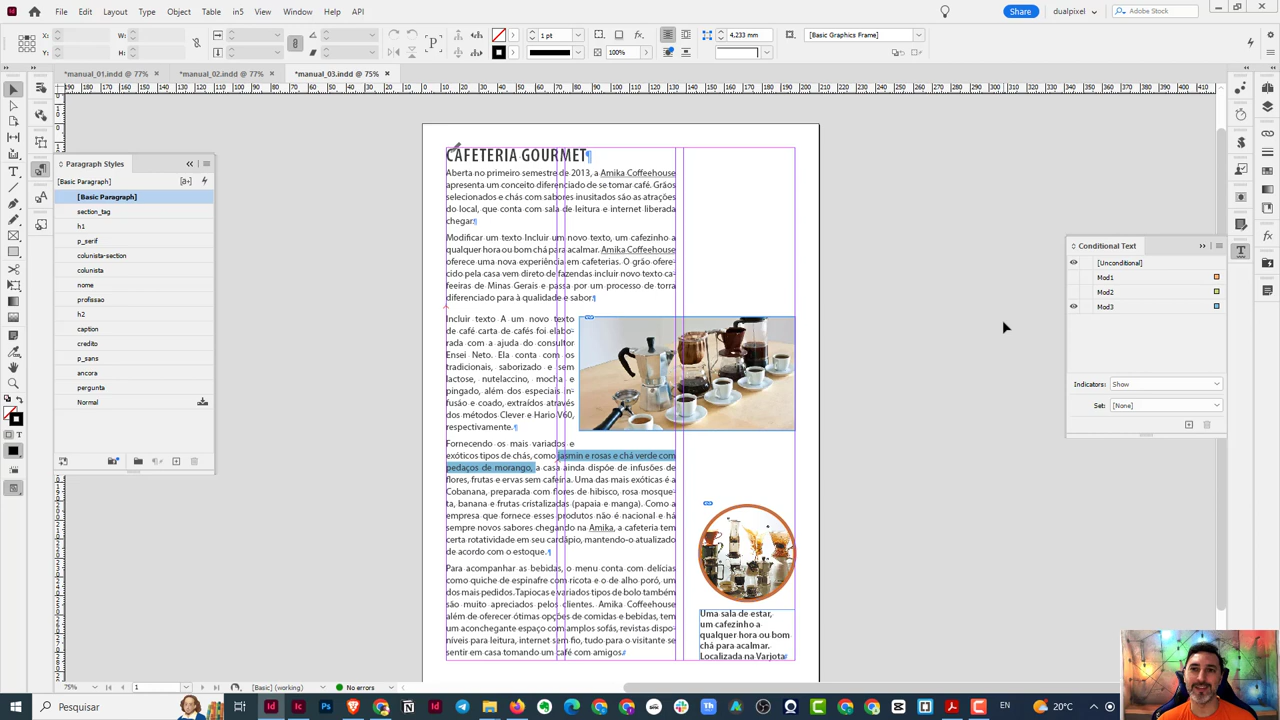 File Edit Layout Type Object Table in5 View Window Help dualpixel API
Share dualpixel Adobe Stock
X: W: 1 pt 4,233 mm [Basic Graphics Frame]
Y: H: 100%
*manual_01.indd @ 77% *manual_02.indd @ 77% *manual_03.indd @ 75%
Paragraph Styles
[Basic Paragraph]
[Basic Paragraph]
section_tag
h1
p_serif
colunista-section
colunista
nome
profissao
h2
caption
credito
p_sans
ancora
pergunta
Normal
CAFETERIA GOURMET
Aberta no primeiro semestre de 2013, a Amika Coffeehouse
apresenta um conceito diferenciado de se tomar café. Grãos
selecionados e chás com sabores inusitados são as atrações
do local, que conta com sala de leitura e internet liberada
chegar
Modificar um texto Incluir um novo texto, um cafezinho a
qualquer hora ou bom chá para acalmar. Amika Coffeehouse
oferece uma nova experiência em cafeterias. O grão ofere-
cido pela casa vem direto de fazendas incluir novo texto ca-
feeiras de Minas Gerais e passa por um processo de torra
diferenciado para à qualidade e sabor.
Incluir texto A um novo texto
de café carta de cafés foi elabo-
rada com a ajuda do consultor
Ensei Neto. Ela conta com os
tradicionais, saborizado e sem
lactose, nutelaccino, mocha e
pingado, além dos especiais in-
fusão e coado, extraídos através
dos métodos Clever e Hario V60,
respectivamente.
Fornecendo os mais variados e
exóticos tipos de chás, como jasmin e rosas e chá verde com
pedaços de morango, a casa ainda dispõe de infusões de
flores, frutas e ervas sem cafeína. Uma das mais exóticas é a
Cobanana, preparada com flores de hibisco, rosa mosque-
ta, banana e frutas cristalizadas (papaia e manga). Como a
empresa que fornece esses produtos não é nacional e há
sempre novos sabores chegando na Amika, a cafeteria tem
certa rotatividade em seu cardápio, mantendo-o atualizado
de acordo com o estoque.
Para acompanhar as bebidas, o menu conta com delícias
como quiche de espinafre com ricota e o de alho poró, um
dos mais pedidos. Tapiocas e variados tipos de bolo também
são muito apreciados pelos clientes. Amika Coffeehouse
além de oferecer ótimas opções de comidas e bebidas, tem
um aconchegante espaço com amplos sofás, revistas dispo-
níveis para leitura, internet sem fio, tudo para o visitante se
sentir em casa tomando um café com amigos.
Uma sala de estar,
um cafezinho a
qualquer hora ou bom
chá para acalmar.
Localizada na Varjota
Conditional Text
[Unconditional]
Mod1
Mod2
Mod3
Indicators: Show
Set: [None]
75% 1 [Basic] (working) No errors
Pesquisar
20°C